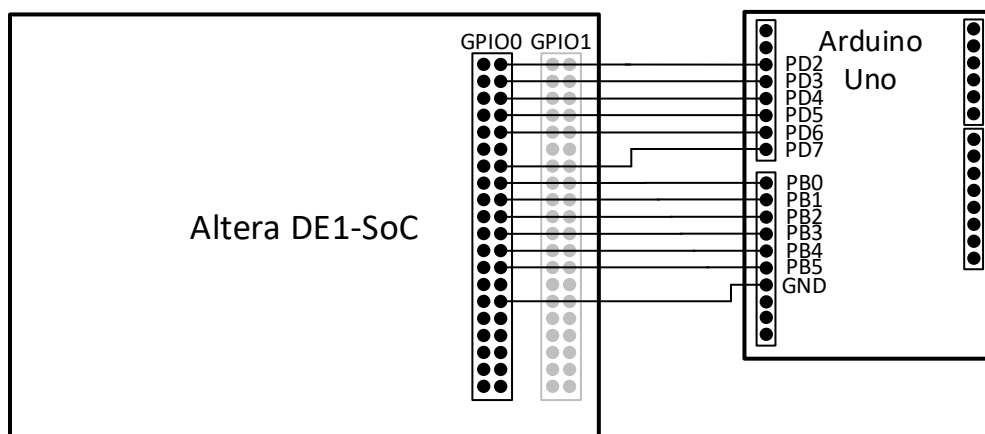 GPIO0 GPIO1
Altera DE1-SoC
Arduino
Uno
PD2
PD3
PD4
PD5
PD6
PD7
PB0
PB1
PB2
PB3
PB4
PB5
GND